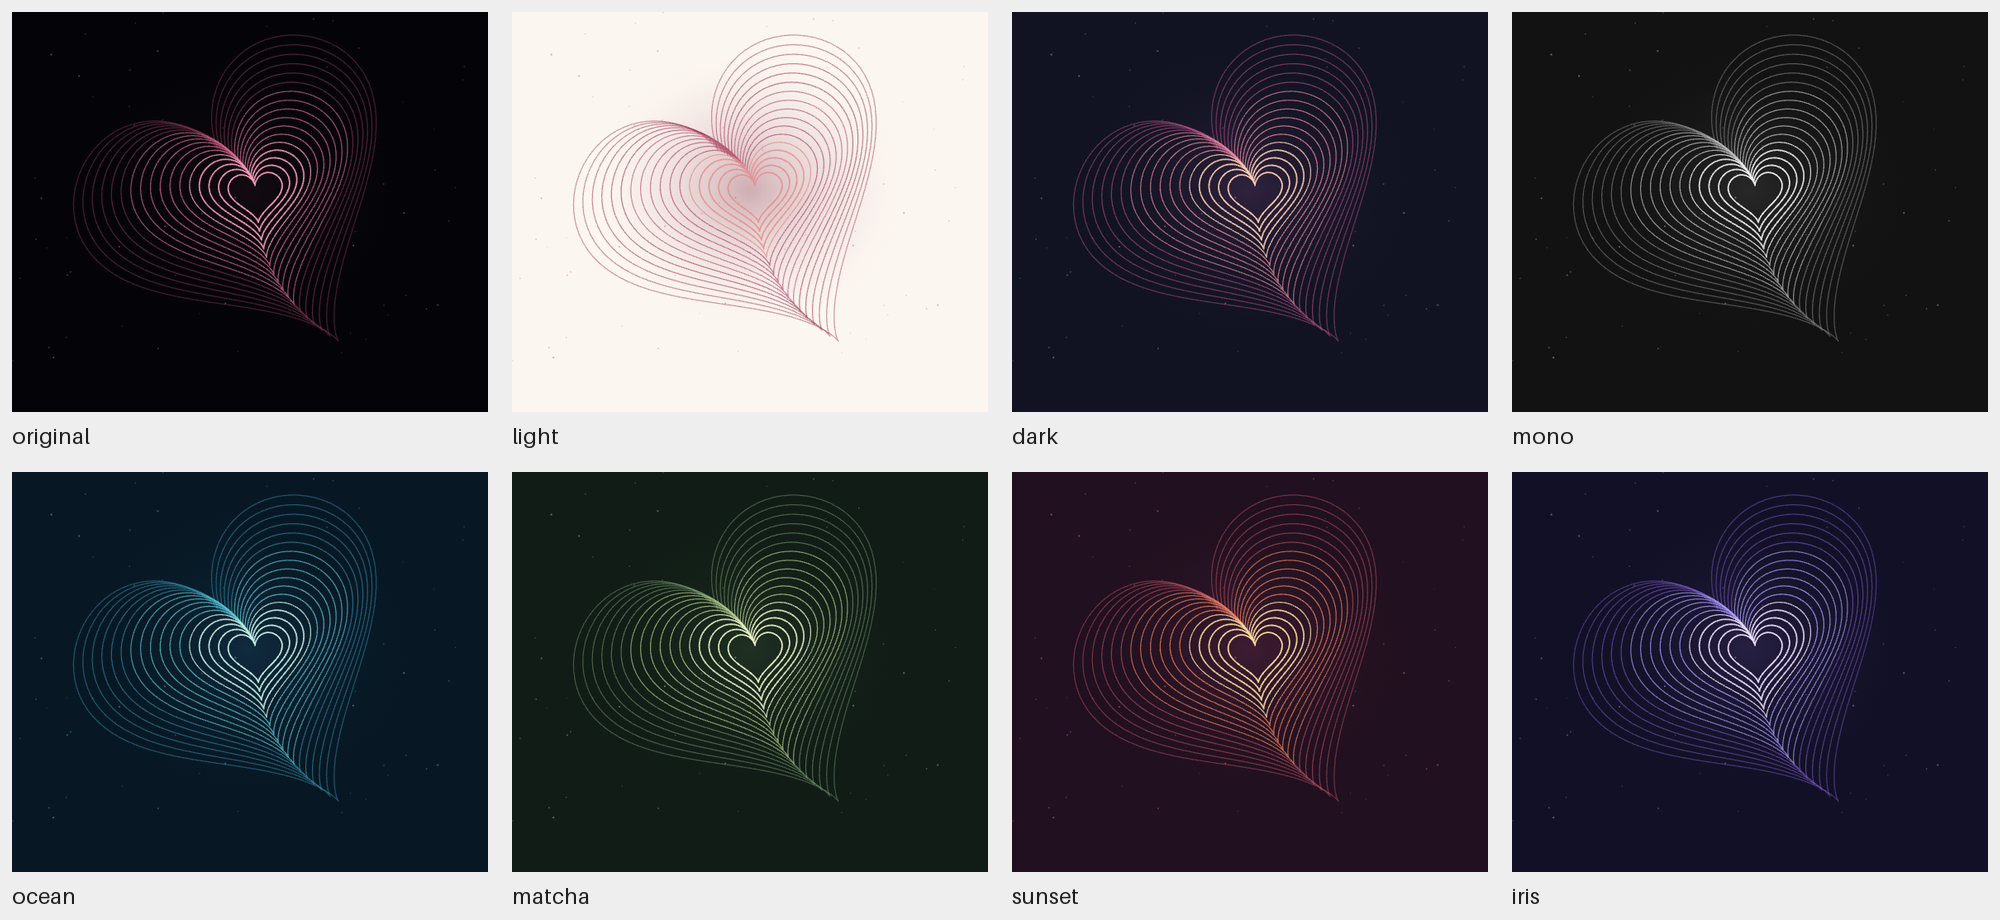 original
light
dark
mono
ocean
matcha
sunset
iris